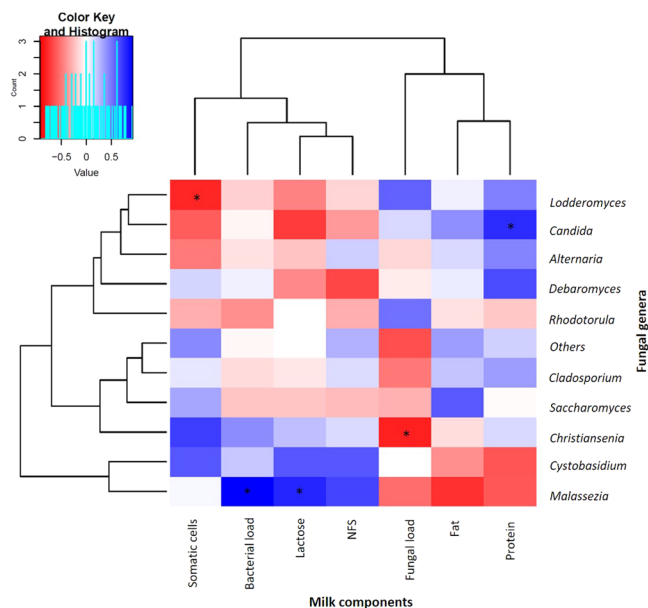 Color Key
and Histogram
Count
0 1 2 3
−0.5 0 0.5
Value
*
*
*
* *
Lodderomyces
Candida
Alternaria
Debaromyces
Rhodotorula
Others
Cladosporium
Saccharomyces
Christiansenia
Cystobasidium
Malassezia
Fungal genera
Somatic cells
Bacterial load
Lactose
NFS
Fungal load
Fat
Protein
Milk components